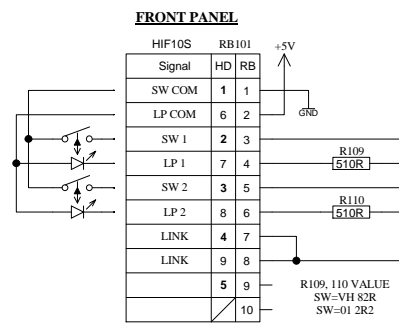 FRONT PANEL
HIF10S RB101 +5V
Signal HD RB
SW COM 1 1
GND
LP COM 6 2
SW 1 2 3
R109
LP 1 7 4 510R
SW 2 3 5
R110
LP 2 8 6 510R
LINK 4 7
LINK 9 8
5 9 R109, 110 VALUE
SW=VH 82R
10 SW=01 2R2